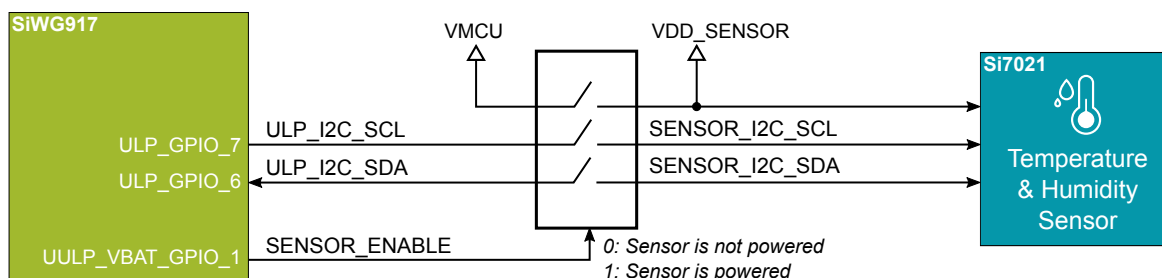 SiWG917
VMCU
VDD_SENSOR
Si7021
ULP_GPIO_7
ULP_I2C_SCL
SENSOR_I2C_SCL
ULP_GPIO_6
ULP_I2C_SDA
SENSOR_I2C_SDA
Temperature
& Humidity
Sensor
UULP_VBAT_GPIO_1
SENSOR_ENABLE
0: Sensor is not powered
1: Sensor is powered